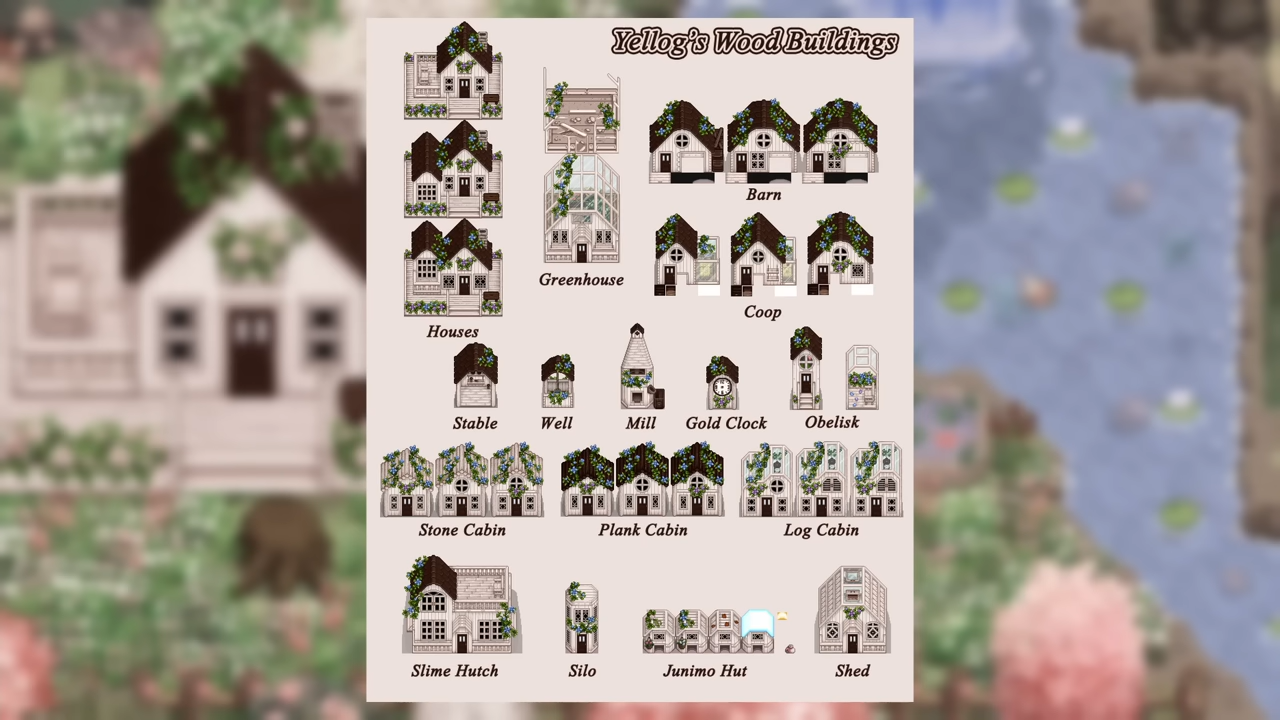 Yellog's Wood Buildings
Houses
Greenhouse
Barn
Coop
Stable
Well
Mill
Gold Clock
Obelisk
Stone Cabin
Plank Cabin
Log Cabin
Slime Hutch
Silo
Junimo Hut
Shed